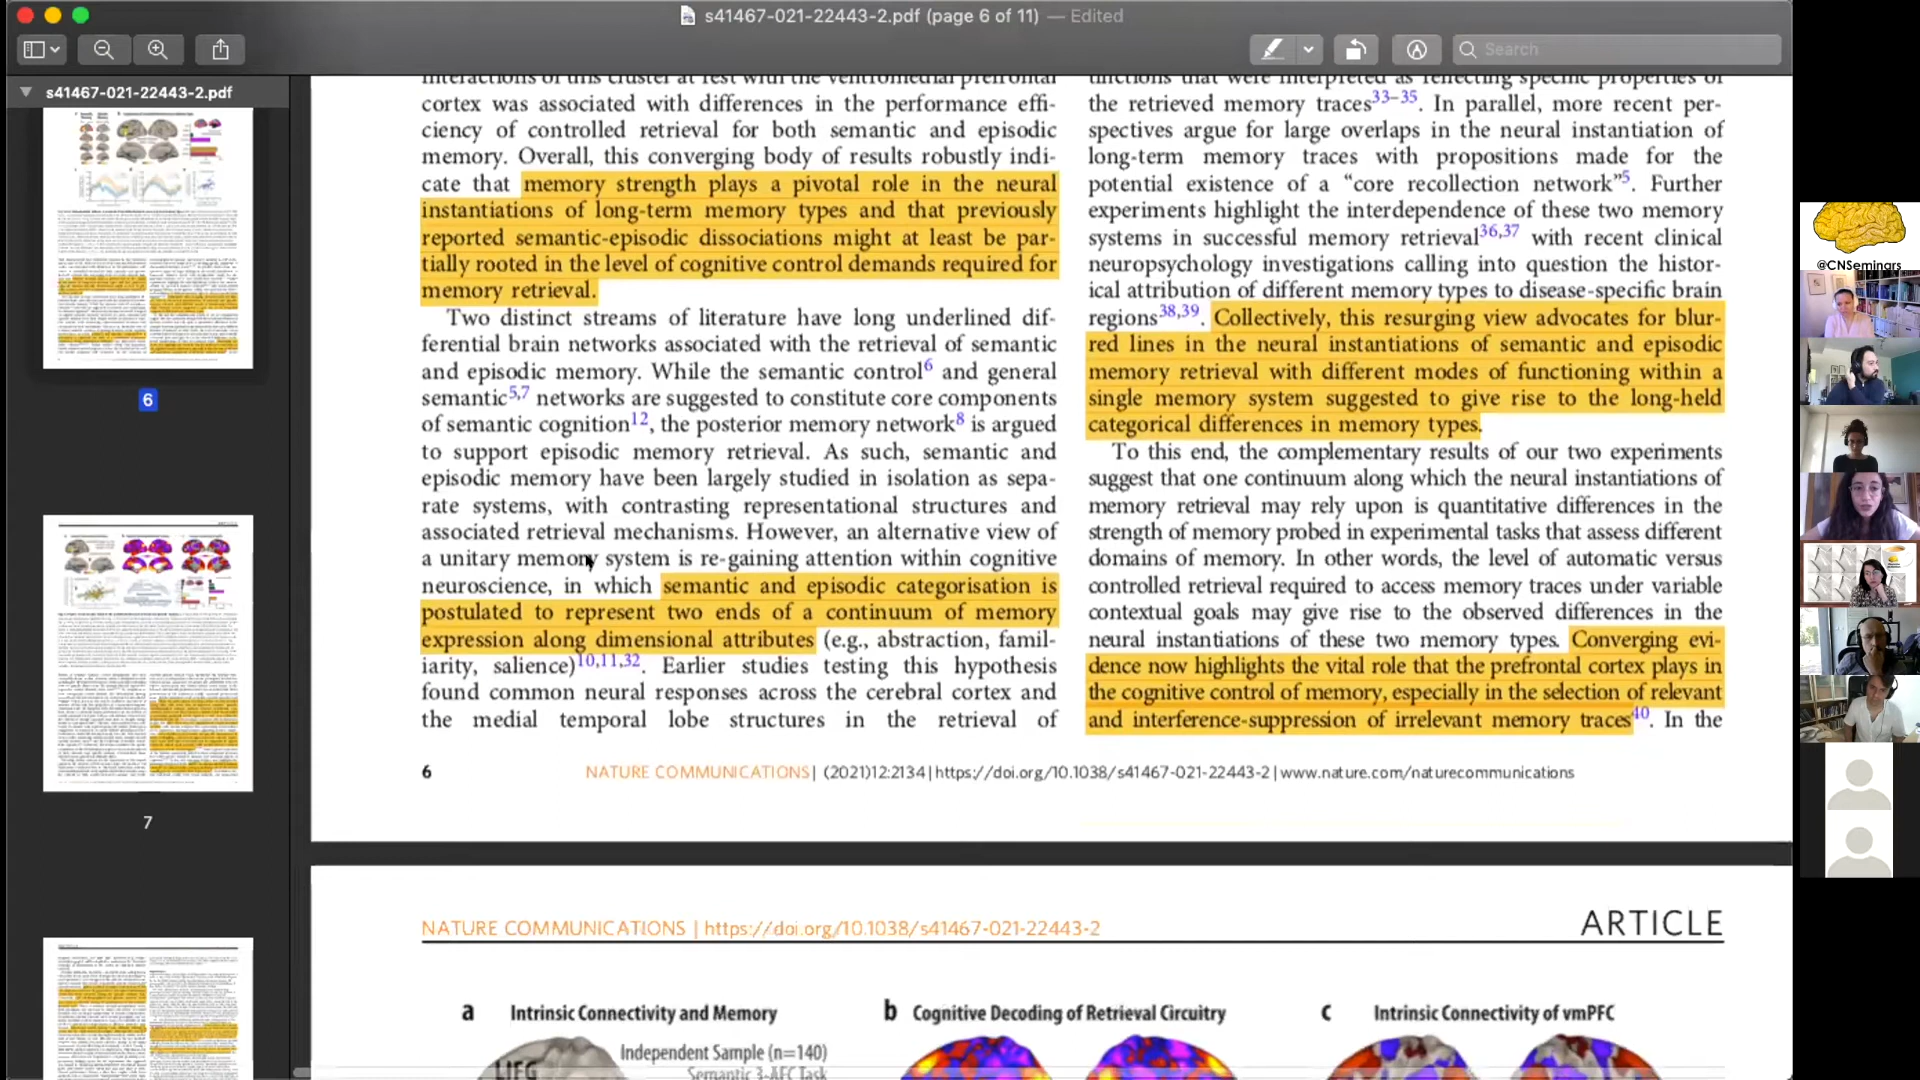 s41467-021-22443-2.pdf (page 6 of 11) — Edited
Search
s41467-021-22443-2.pdf
6
7
interactions of this cluster at rest with the ventromedial prefrontal
cortex was associated with differences in the performance effi-
ciency of controlled retrieval for both semantic and episodic
memory. Overall, this converging body of results robustly indi-
cate that memory strength plays a pivotal role in the neural
instantiations of long-term memory types and that previously
reported semantic-episodic dissociations might at least be par-
tially rooted in the level of cognitive control demands required for
memory retrieval.
Two distinct streams of literature have long underlined dif-
ferential brain networks associated with the retrieval of semantic
and episodic memory. While the semantic control6 and general
semantic5,7 networks are suggested to constitute core components
of semantic cognition12, the posterior memory network8 is argued
to support episodic memory retrieval. As such, semantic and
episodic memory have been largely studied in isolation as sepa-
rate systems, with contrasting representational structures and
associated retrieval mechanisms. However, an alternative view of
a unitary memory system is re-gaining attention within cognitive
neuroscience, in which semantic and episodic categorisation is
postulated to represent two ends of a continuum of memory
expression along dimensional attributes (e.g., abstraction, famil-
iarity, salience)10,11,32. Earlier studies testing this hypothesis
found common neural responses across the cerebral cortex and
the medial temporal lobe structures in the retrieval of
functions that were interpreted as reflecting specific properties of
the retrieved memory traces33–35. In parallel, more recent per-
spectives argue for large overlaps in the neural instantiation of
long-term memory traces with propositions made for the
potential existence of a “core recollection network”5. Further
experiments highlight the interdependence of these two memory
systems in successful memory retrieval36,37 with recent clinical
neuropsychology investigations calling into question the histor-
ical attribution of different memory types to disease-specific brain
regions38,39. Collectively, this resurging view advocates for blur-
red lines in the neural instantiations of semantic and episodic
memory retrieval with different modes of functioning within a
single memory system suggested to give rise to the long-held
categorical differences in memory types.
To this end, the complementary results of our two experiments
suggest that one continuum along which the neural instantiations of
memory retrieval may rely upon is quantitative differences in the
strength of memory probed in experimental tasks that assess different
domains of memory. In other words, the level of automatic versus
controlled retrieval required to access memory traces under variable
contextual goals may give rise to the observed differences in the
neural instantiations of these two memory types. Converging evi-
dence now highlights the vital role that the prefrontal cortex plays in
the cognitive control of memory, especially in the selection of relevant
and interference-suppression of irrelevant memory traces40. In the
6
NATURE COMMUNICATIONS | (2021)12:2134 | https://doi.org/10.1038/s41467-021-22443-2 | www.nature.com/naturecommunications
NATURE COMMUNICATIONS | https://doi.org/10.1038/s41467-021-22443-2
ARTICLE
a Intrinsic Connectivity and Memory
b Cognitive Decoding of Retrieval Circuitry
c Intrinsic Connectivity of vmPFC
Independent Sample (n=140)
Semantic 3-AFC Task
LIFG
@CNSeminars